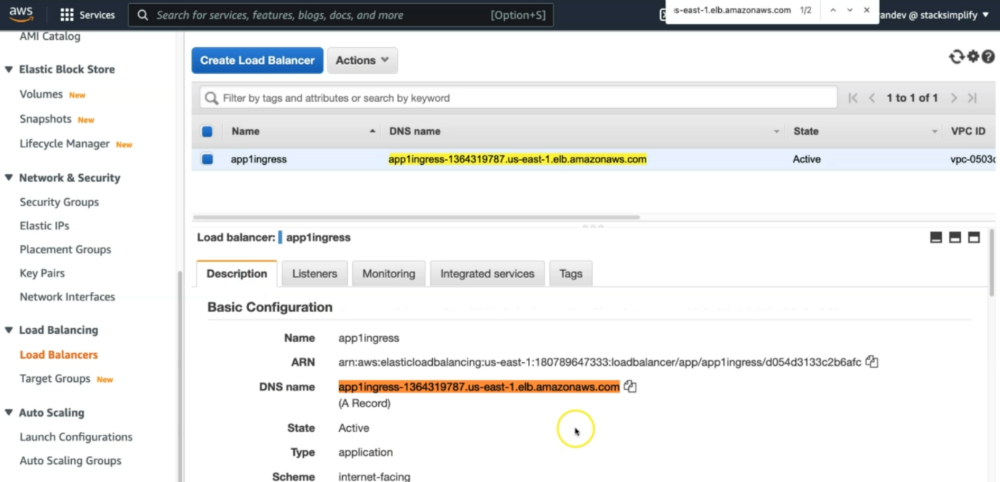 aws Services Search for services, features, blogs, docs, and more [Option+S] s-east-1.elb.amazonaws.com 1/2 andev @ stacksimplify
AMI Catalog
Elastic Block Store
Volumes New
Snapshots New
Lifecycle Manager New
Network & Security
Security Groups
Elastic IPs
Placement Groups
Key Pairs
Network Interfaces
Load Balancing
Load Balancers
Target Groups New
Auto Scaling
Launch Configurations
Auto Scaling Groups
Create Load Balancer Actions
Filter by tags and attributes or search by keyword 1 to 1 of 1
Name DNS name State VPC ID
app1ingress app1ingress-1364319787.us-east-1.elb.amazonaws.com Active vpc-0503c
Load balancer: app1ingress
Description Listeners Monitoring Integrated services Tags
Basic Configuration
Name app1ingress
ARN arn:aws:elasticloadbalancing:us-east-1:180789647333:loadbalancer/app/app1ingress/d054d3133c2b6afc
DNS name app1ingress-1364319787.us-east-1.elb.amazonaws.com
(A Record)
State Active
Type application
Scheme internet-facing